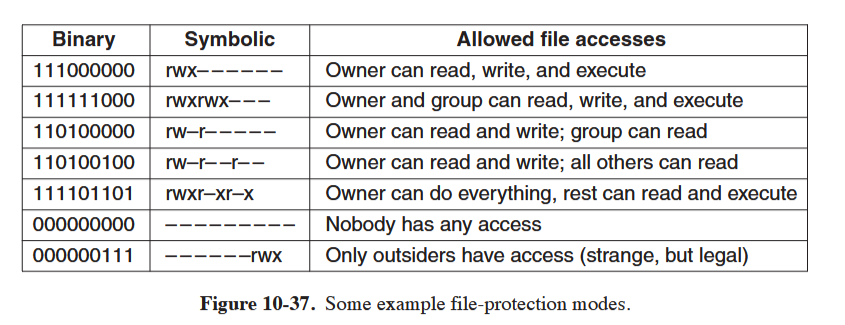 Binary Symbolic Allowed file accesses
111000000 rwx–––––– Owner can read, write, and execute
111111000 rwxrwx––– Owner and group can read, write, and execute
110100000 rw–r––––– Owner can read and write; group can read
110100100 rw–r––r–– Owner can read and write; all others can read
111101101 rwxr–xr–x Owner can do everything, rest can read and execute
000000000 ––––––––– Nobody has any access
000000111 ––––––rwx Only outsiders have access (strange, but legal)
Figure 10-37. Some example file-protection modes.